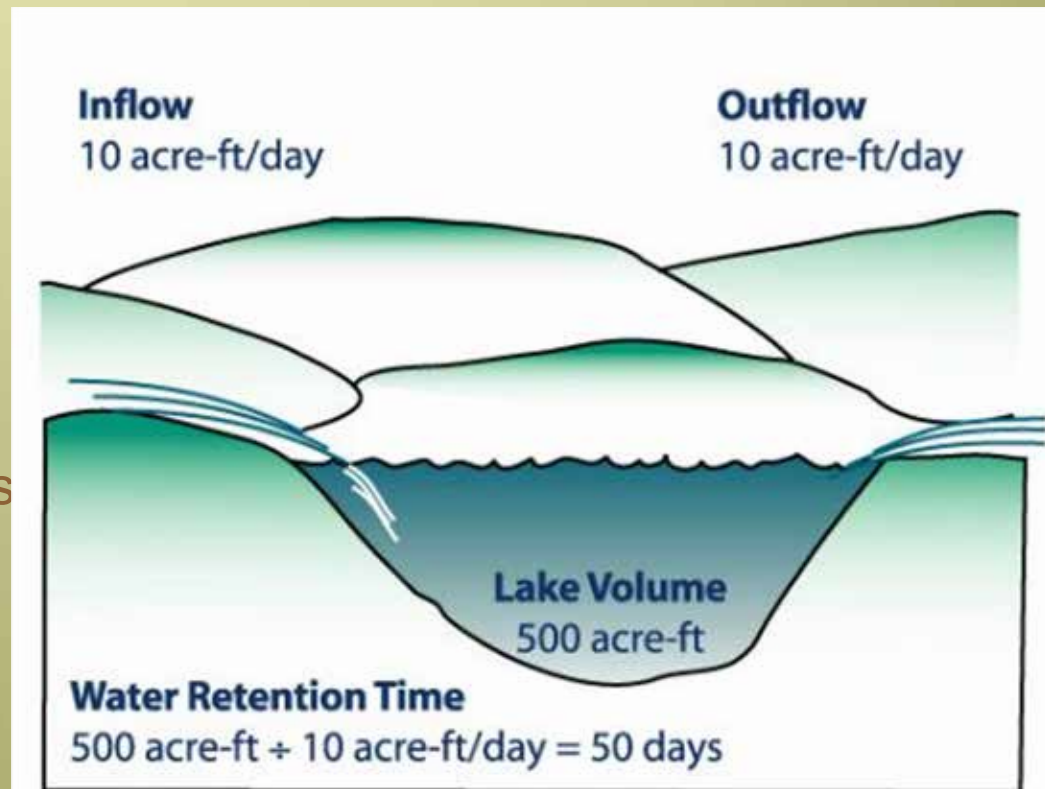 Inflow
10 acre-ft/day
Outflow
10 acre-ft/day
s
Lake Volume
500 acre-ft
Water Retention Time
500 acre-ft ÷ 10 acre-ft/day = 50 days